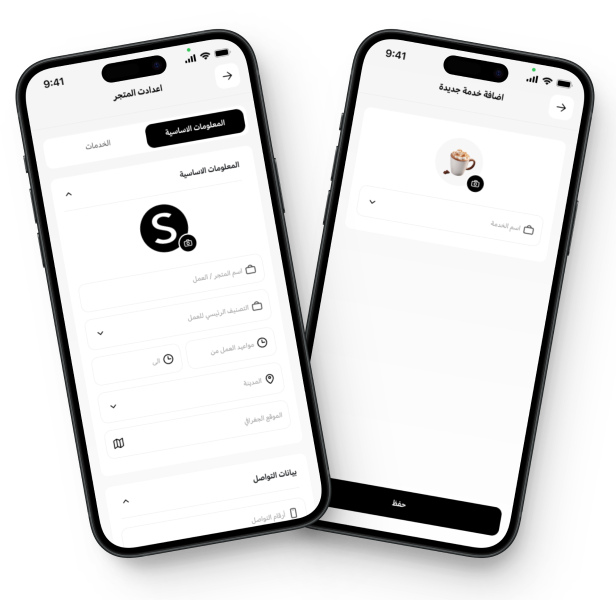 9:41
اعدادت المتجر
المعلومات الاساسية
الخدمات
المعلومات الاساسية
S
اسم المتجر / العمل
التصنيف الرئيسي للعمل
مواعيد العمل من
الى
المدينة
الموقع الجغرافي
بيانات التواصل
أرقام التواصل
9:41
اضافة خدمة جديدة
اسم الخدمة
حفظ